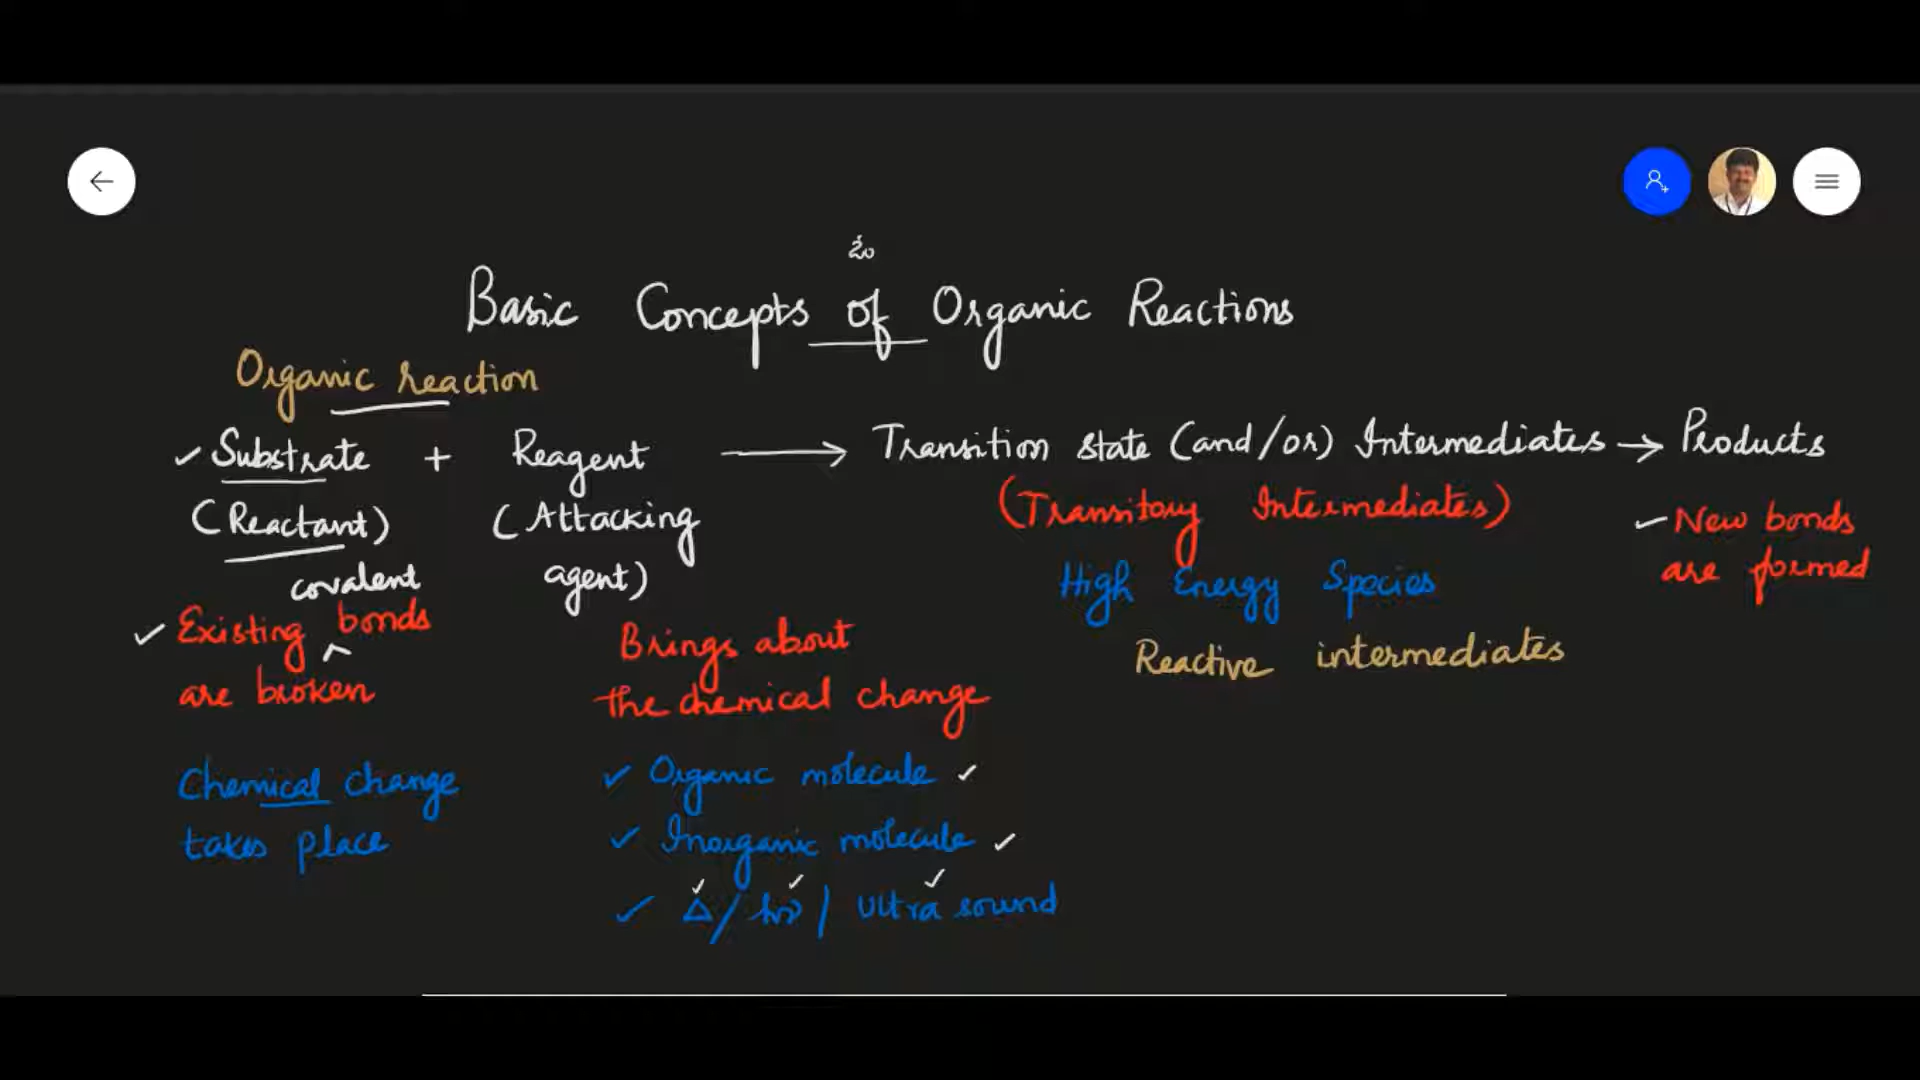 ఓం
Basic Concepts of Organic Reactions
Organic reaction
✓ Substrate + Reagent ⟶ Transition state (and/or) Intermediates → Products
(Reactant) (Attacking agent)
(Transitory Intermediates)
✓ New bonds are formed
covalent
✓ Existing ^ bonds are broken
High Energy Species
Brings about the chemical change
Reactive intermediates
Chemical change takes place
✓ Organic molecule ✓
✓ Inorganic molecule ✓
✓ Δ / hν / Ultra sound